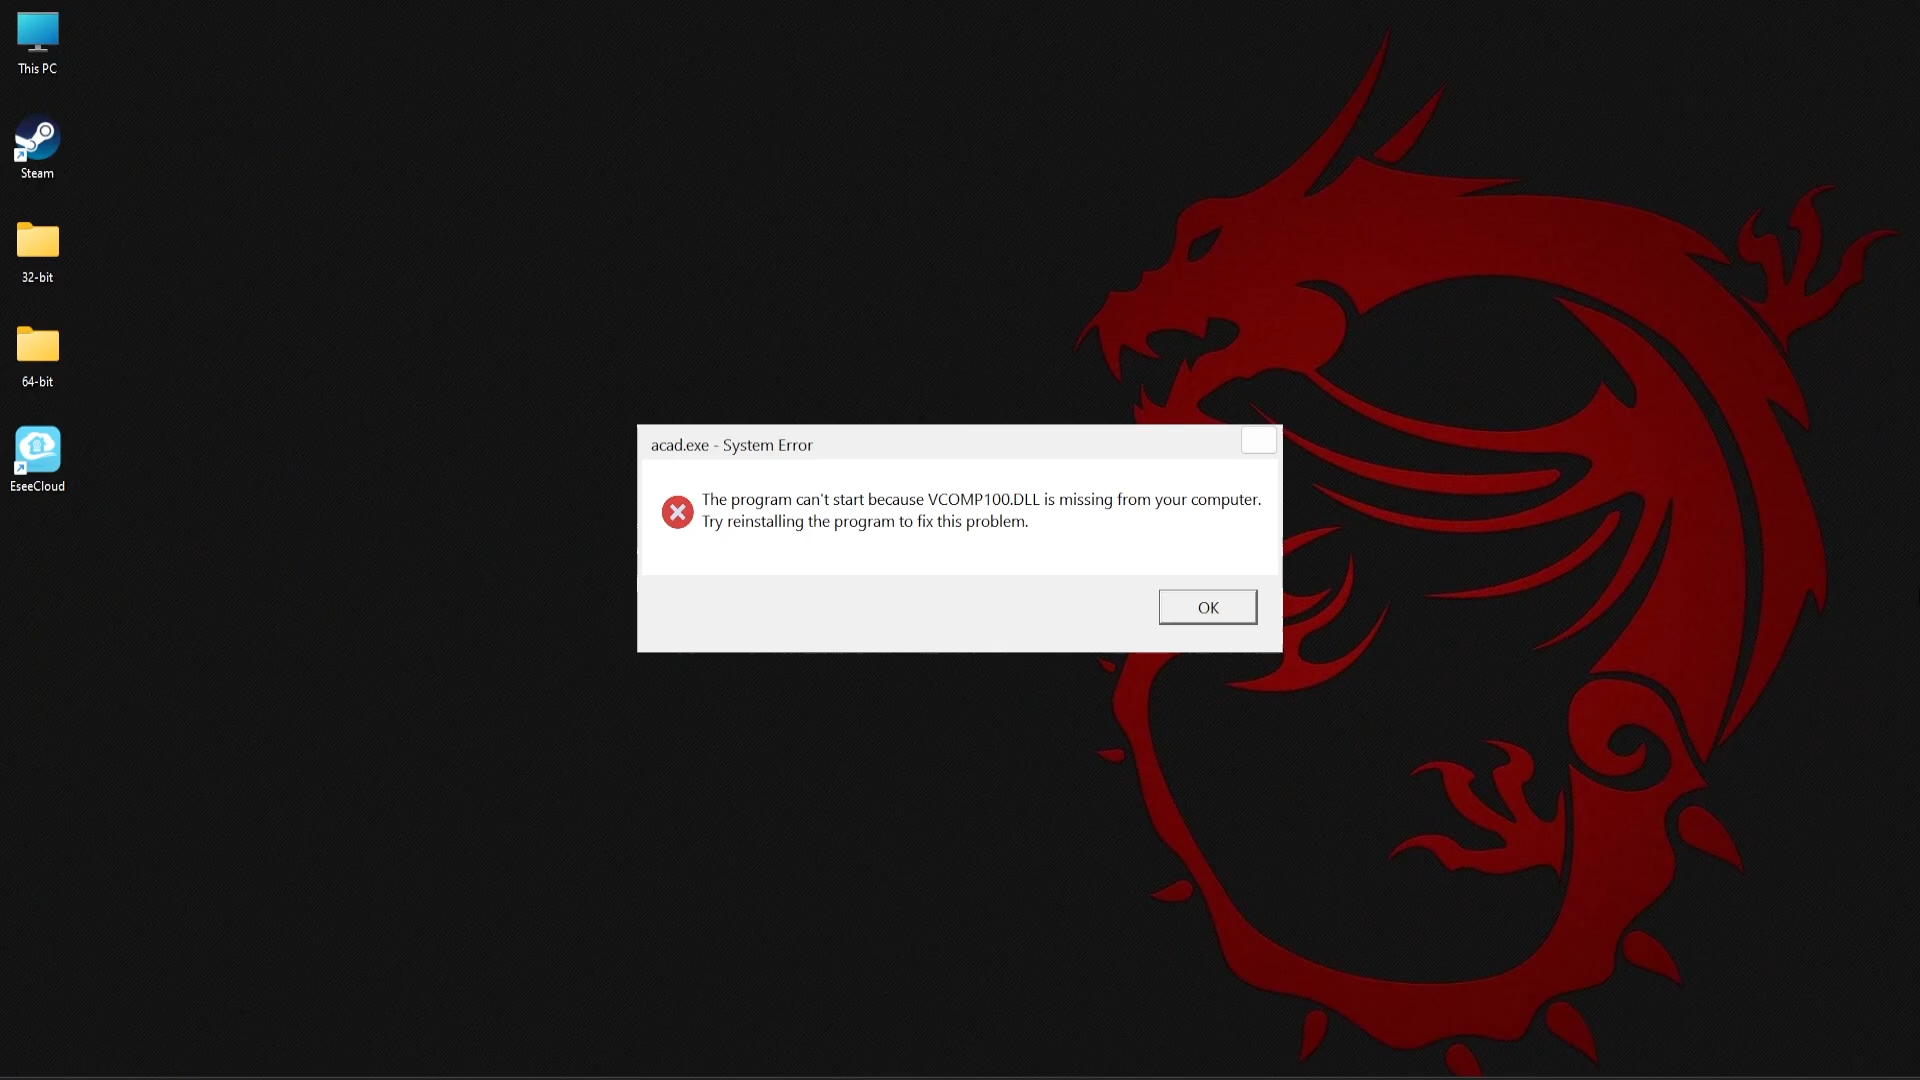 This PC
Steam
32-bit
64-bit
EseeCloud
acad.exe - System Error
The program can't start because VCOMP100.DLL is missing from your computer.
Try reinstalling the program to fix this problem.
OK